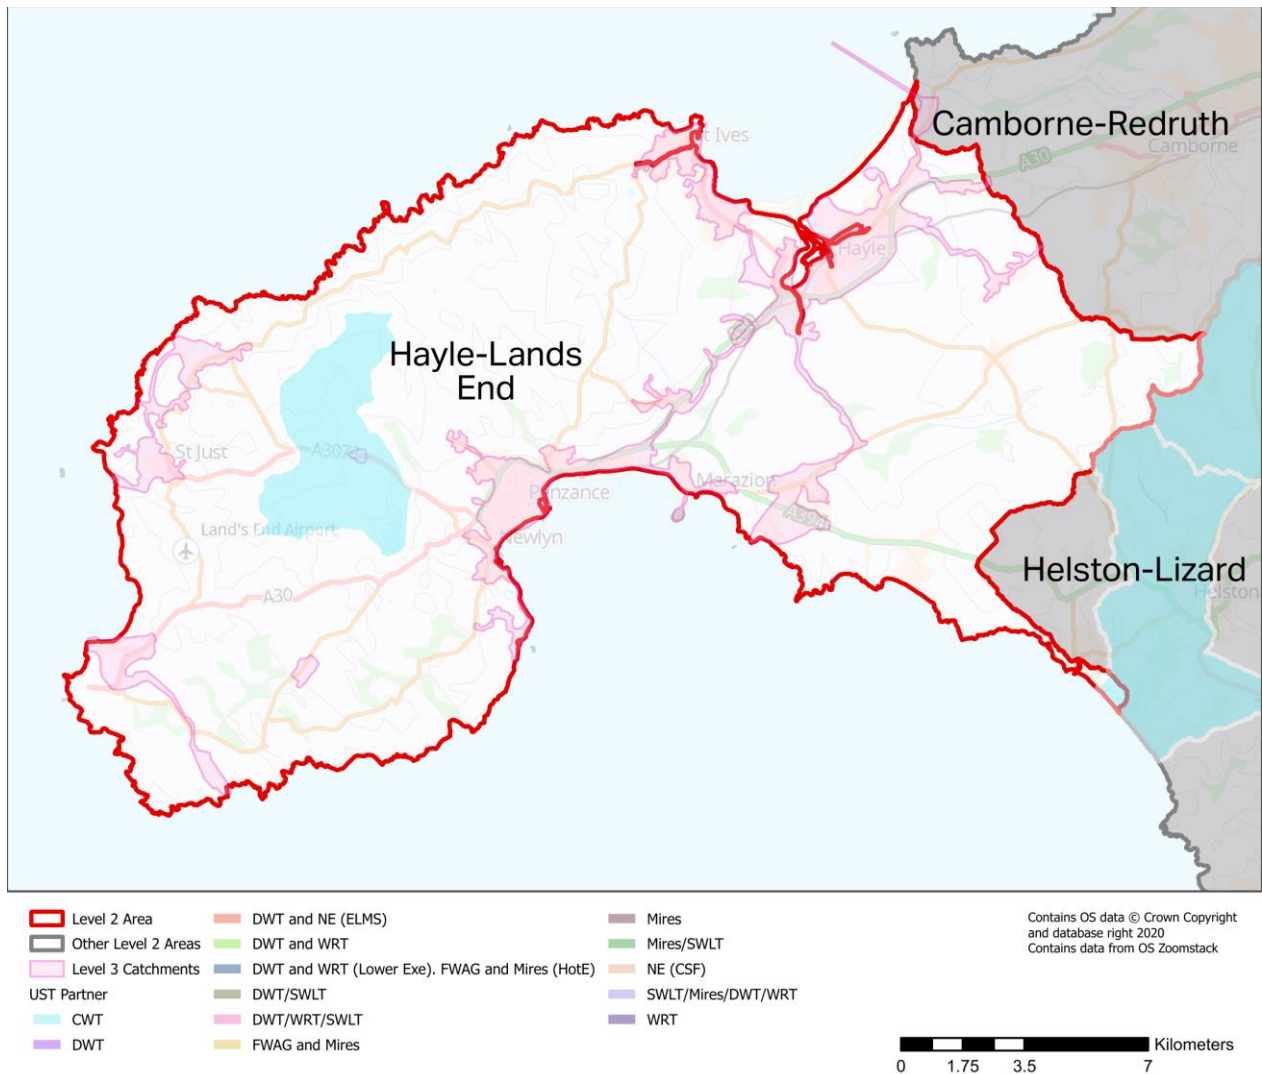 Camborne-Redruth
A30
Camborne
St Ives
Hayle
Hayle-Lands
End
St Just
A307
Penzance
Marazion
A394
Land's End Airport
Newlyn
A30
Helston-Lizard
Helston
Level 2 Area
Other Level 2 Areas
Level 3 Catchments
UST Partner
CWT
DWT
DWT and NE (ELMS)
DWT and WRT
DWT and WRT (Lower Exe). FWAG and Mires (HotE)
DWT/SWLT
DWT/WRT/SWLT
FWAG and Mires
Mires
Mires/SWLT
NE (CSF)
SWLT/Mires/DWT/WRT
WRT
Contains OS data © Crown Copyright
and database right 2020
Contains data from OS Zoomstack
Kilometers
0 1.75 3.5 7